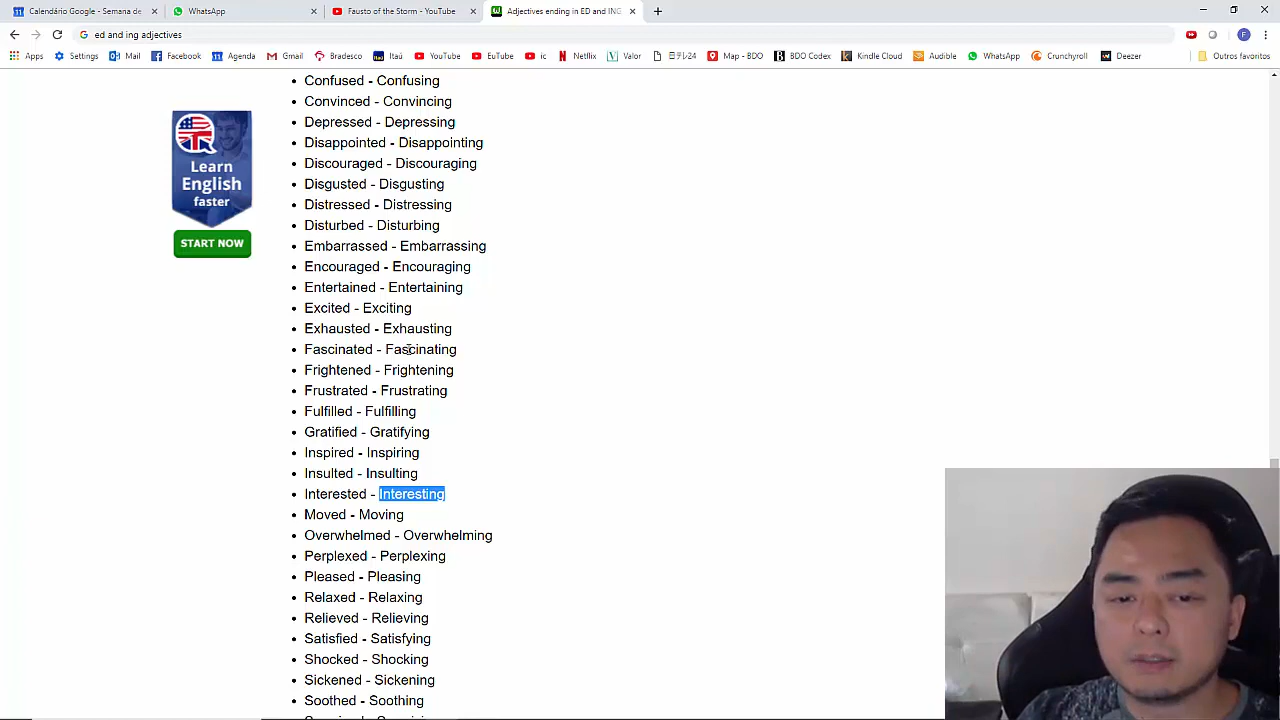 Calendário Google - Semana de
WhatsApp
Fausto of the Storm - YouTube
Adjectives ending in ED and ING
ed and ing adjectives
F
Apps
Settings
Mail
Facebook
Agenda
Gmail
Bradesco
Itaú
YouTube
EuTube
ic
Netflix
Valor
Map - BDO
BDO Codex
Kindle Cloud
Audible
WhatsApp
Crunchyroll
Deezer
Outros favoritos
Learn
English
faster
START NOW
Confused - Confusing
Convinced - Convincing
Depressed - Depressing
Disappointed - Disappointing
Discouraged - Discouraging
Disgusted - Disgusting
Distressed - Distressing
Disturbed - Disturbing
Embarrassed - Embarrassing
Encouraged - Encouraging
Entertained - Entertaining
Excited - Exciting
Exhausted - Exhausting
Fascinated - Fascinating
Frightened - Frightening
Frustrated - Frustrating
Fulfilled - Fulfilling
Gratified - Gratifying
Inspired - Inspiring
Insulted - Insulting
Interested - Interesting
Moved - Moving
Overwhelmed - Overwhelming
Perplexed - Perplexing
Pleased - Pleasing
Relaxed - Relaxing
Relieved - Relieving
Satisfied - Satisfying
Shocked - Shocking
Sickened - Sickening
Soothed - Soothing